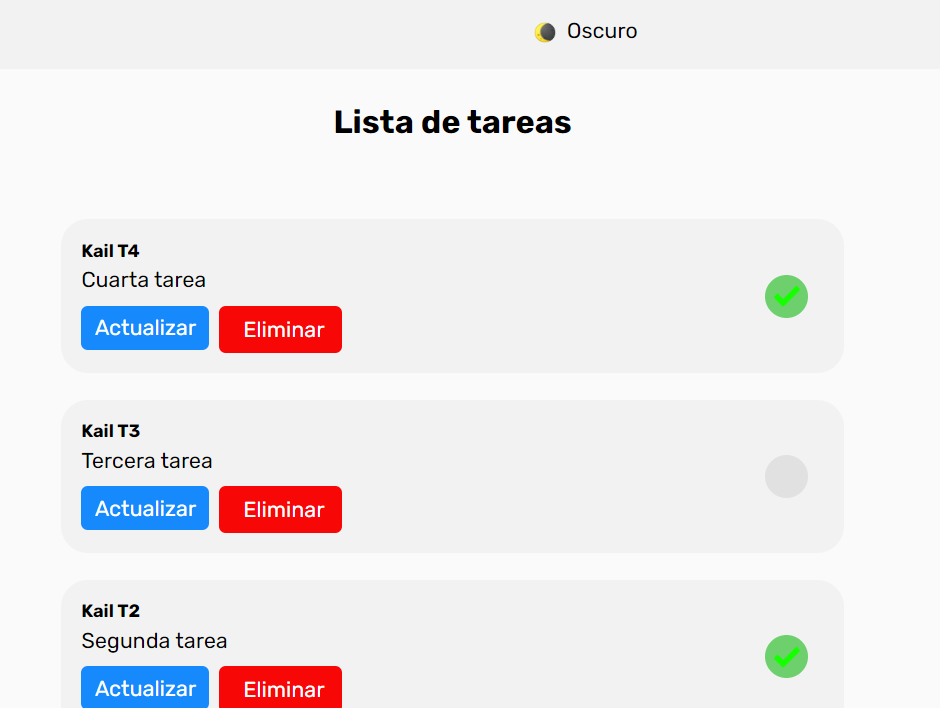 Oscuro
Lista de tareas
Kail T4
Cuarta tarea
Actualizar Eliminar
Kail T3
Tercera tarea
Actualizar Eliminar
Kail T2
Segunda tarea
Actualizar Eliminar